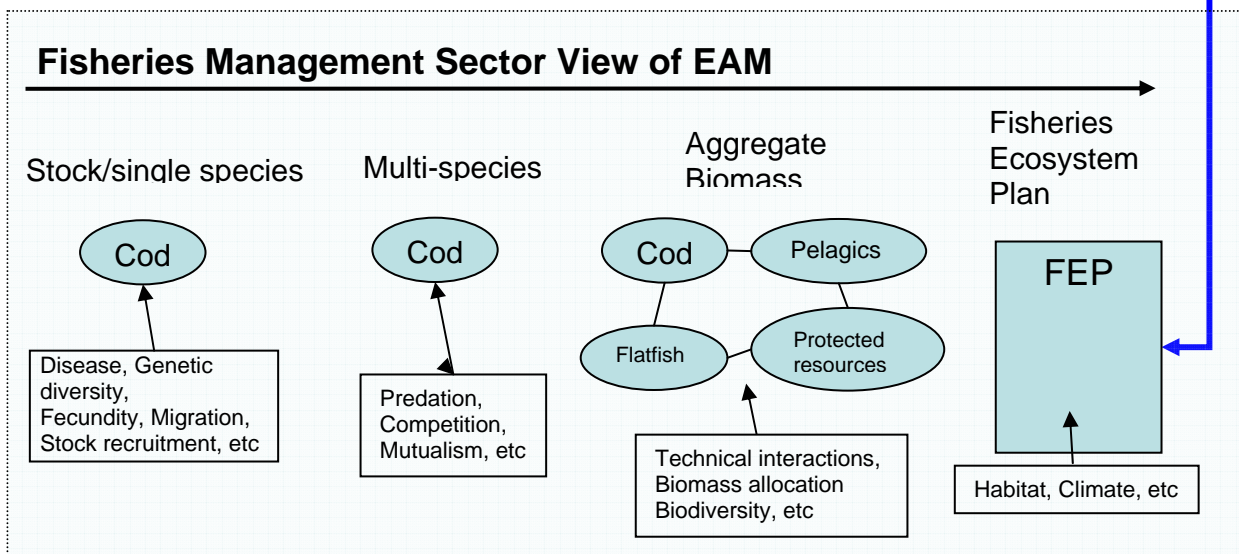 Fisheries Management Sector View of EAM
Stock/single species
Multi-species
Aggregate
Biomass
Fisheries
Ecosystem
Plan
Cod
Cod
Cod
Pelagics
Flatfish
Protected
resources
FEP
Disease, Genetic
diversity,
Fecundity, Migration,
Stock recruitment, etc
Predation,
Competition,
Mutualism, etc
Technical interactions,
Biomass allocation
Biodiversity, etc
Habitat, Climate, etc